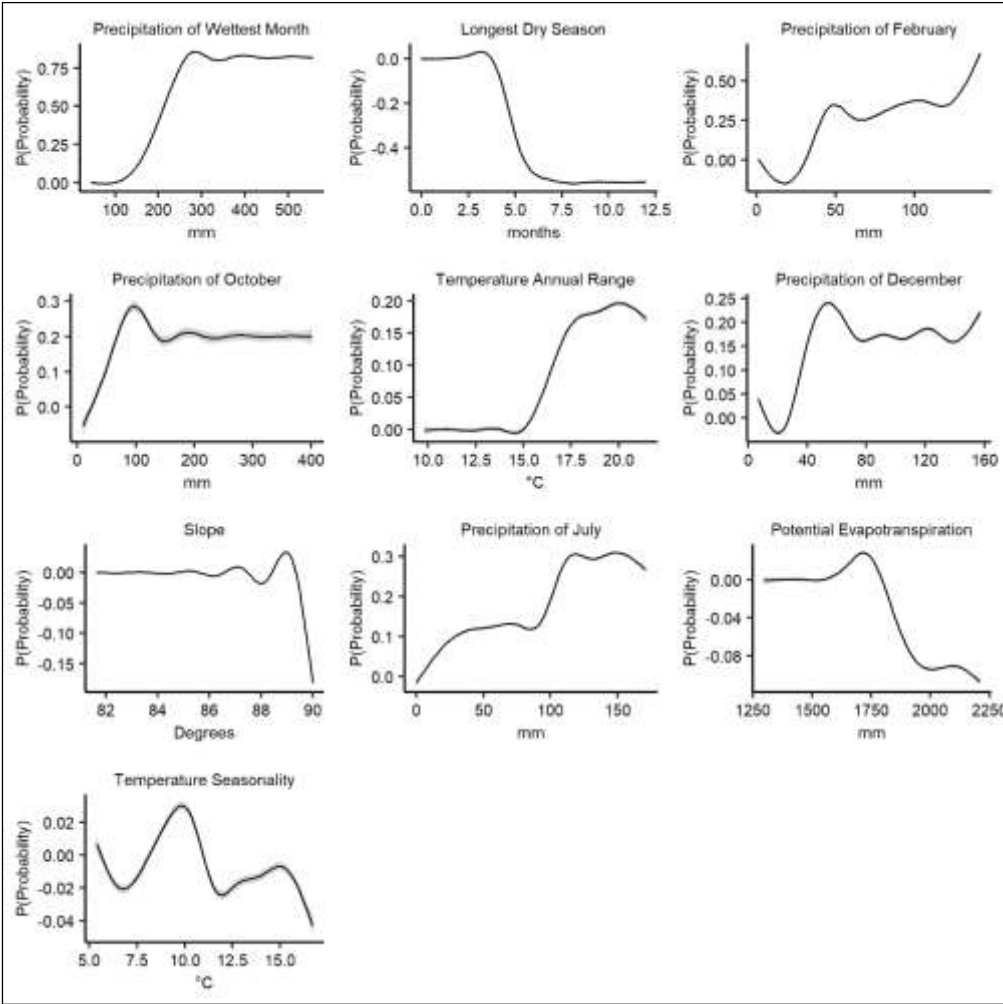 Precipitation of Wettest Month
P(Probability)
0.75
0.50
0.25
0.00
100 200 300 400 500
mm
Longest Dry Season
P(Probability)
0.0
-0.2
-0.4
0.0 2.5 5.0 7.5 10.0 12.5
months
Precipitation of February
P(Probability)
0.50
0.25
0.00
0 50 100
mm
Precipitation of October
P(Probability)
0.3
0.2
0.1
0.0
0 100 200 300 400
mm
Temperature Annual Range
P(Probability)
0.20
0.15
0.10
0.05
0.00
10.0 12.5 15.0 17.5 20.0
°C
Precipitation of December
P(Probability)
0.25
0.20
0.15
0.10
0.05
0.00
0 40 80 120 160
mm
Slope
P(Probability)
0.00
-0.05
-0.10
-0.15
82 84 86 88 90
Degrees
Precipitation of July
P(Probability)
0.3
0.2
0.1
0.0
0 50 100 150
mm
Potential Evapotranspiration
P(Probability)
0.00
-0.04
-0.08
1250 1500 1750 2000 2250
mm
Temperature Seasonality
P(Probability)
0.02
0.00
-0.02
-0.04
5.0 7.5 10.0 12.5 15.0
°C